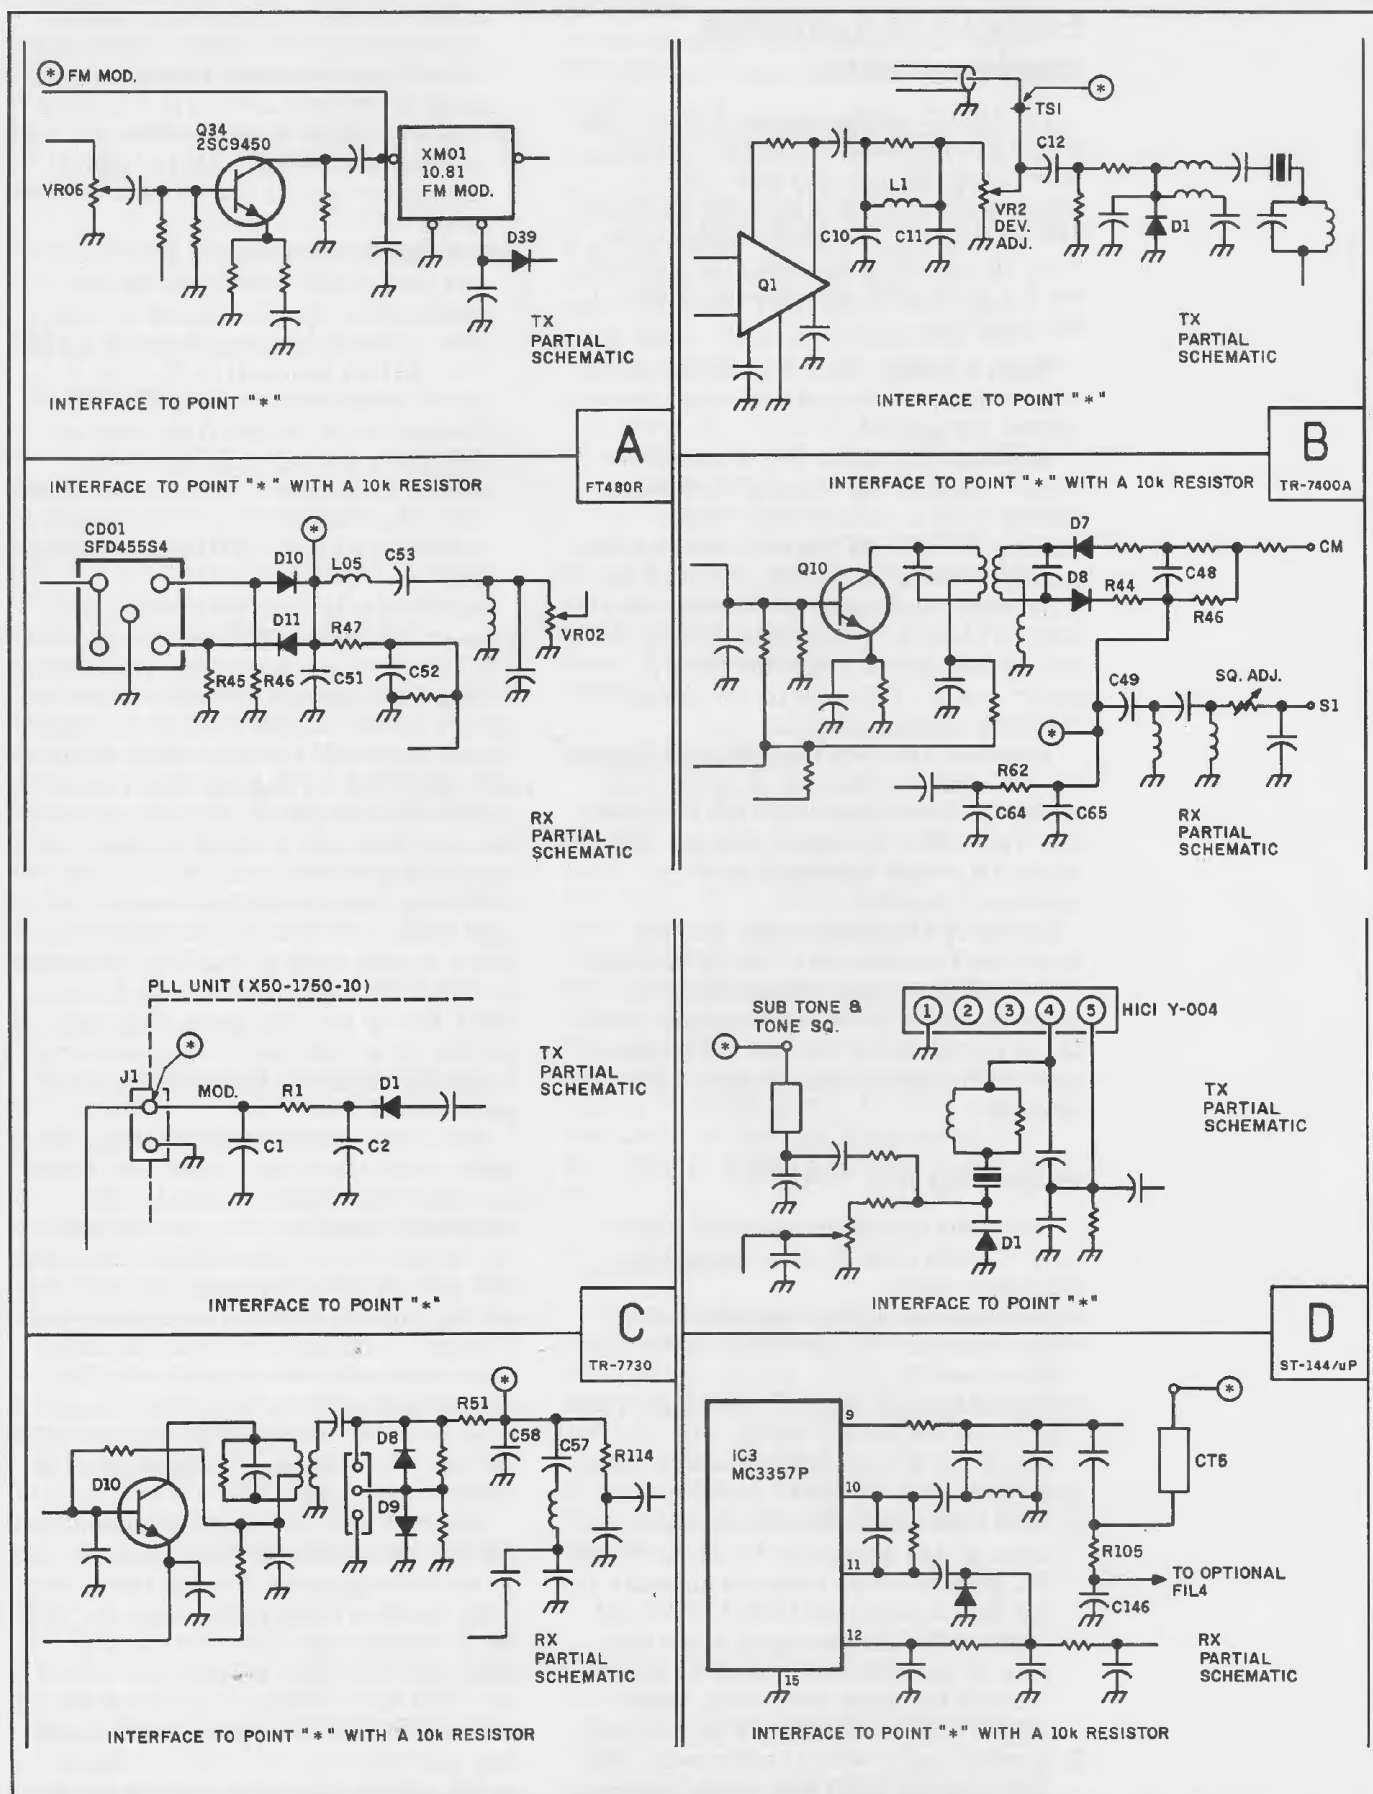 * FM MOD.
Q34
2SC9450
VR06
XM01
10.81
FM MOD.
D39
TX
PARTIAL
SCHEMATIC
INTERFACE TO POINT "*"
A
FT480R
INTERFACE TO POINT "*" WITH A 10k RESISTOR
CD01
SFD455S4
*
D10
L05
C53
D11
R47
VR02
R45
R46
C51
C52
RX
PARTIAL
SCHEMATIC
*
TS1
C12
L1
C10
C11
VR2
DEV.
ADJ.
D1
Q1
TX
PARTIAL
SCHEMATIC
INTERFACE TO POINT "*"
B
TR-7400A
INTERFACE TO POINT "*" WITH A 10k RESISTOR
Q10
D7
CM
C48
D8
R44
R46
C49
SQ. ADJ.
S1
*
R62
C64
C65
RX
PARTIAL
SCHEMATIC
PLL UNIT (X50-1750-10)
*
J1
MOD.
R1
D1
C1
C2
TX
PARTIAL
SCHEMATIC
INTERFACE TO POINT "*"
C
TR-7730
*
R51
D8
C58
C57
R114
D10
D9
RX
PARTIAL
SCHEMATIC
INTERFACE TO POINT "*" WITH A 10k RESISTOR
SUB TONE &
TONE SQ.
*
1 2 3 4 5
HICI Y-004
D1
TX
PARTIAL
SCHEMATIC
INTERFACE TO POINT "*"
D
ST-144/uP
*
9
IC3
MC3357P
CT5
10
11
R105
TO OPTIONAL
FIL4
C146
12
15
RX
PARTIAL
SCHEMATIC
INTERFACE TO POINT "*" WITH A 10k RESISTOR